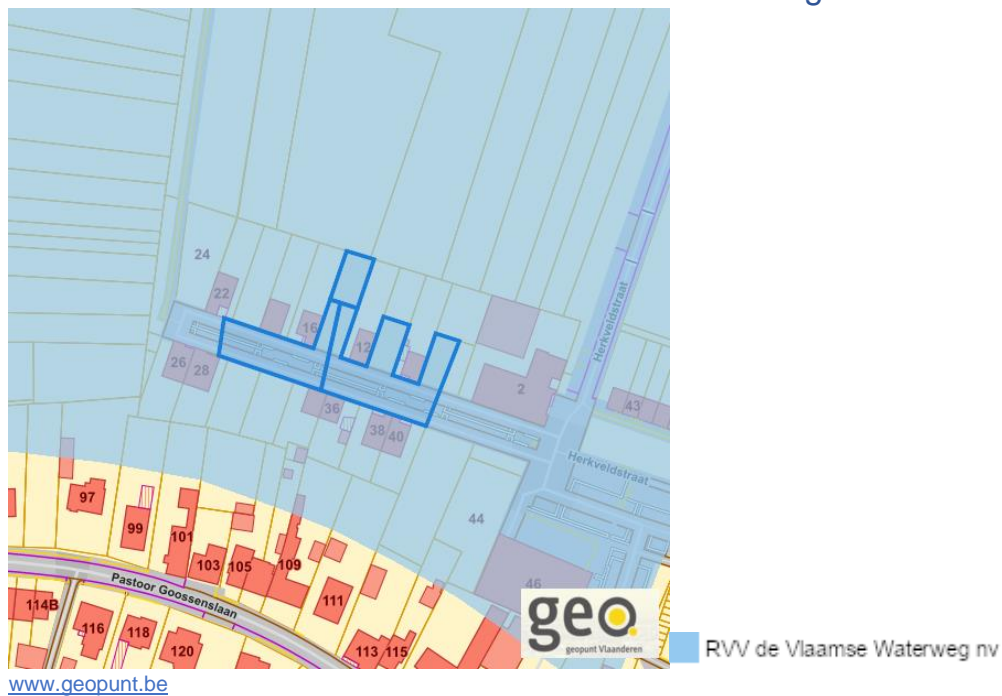 g
24
22
16
12
26
28
36
38
40
2
43
Herkveldstraat
Herkveldstraat
44
46
97
99
101
103
105
109
111
Pastoor Goossenslaan
114B
116
118
120
113
115
geo
geopunt Vlaanderen
RVV de Vlaamse Waterweg nv
www.geopunt.be